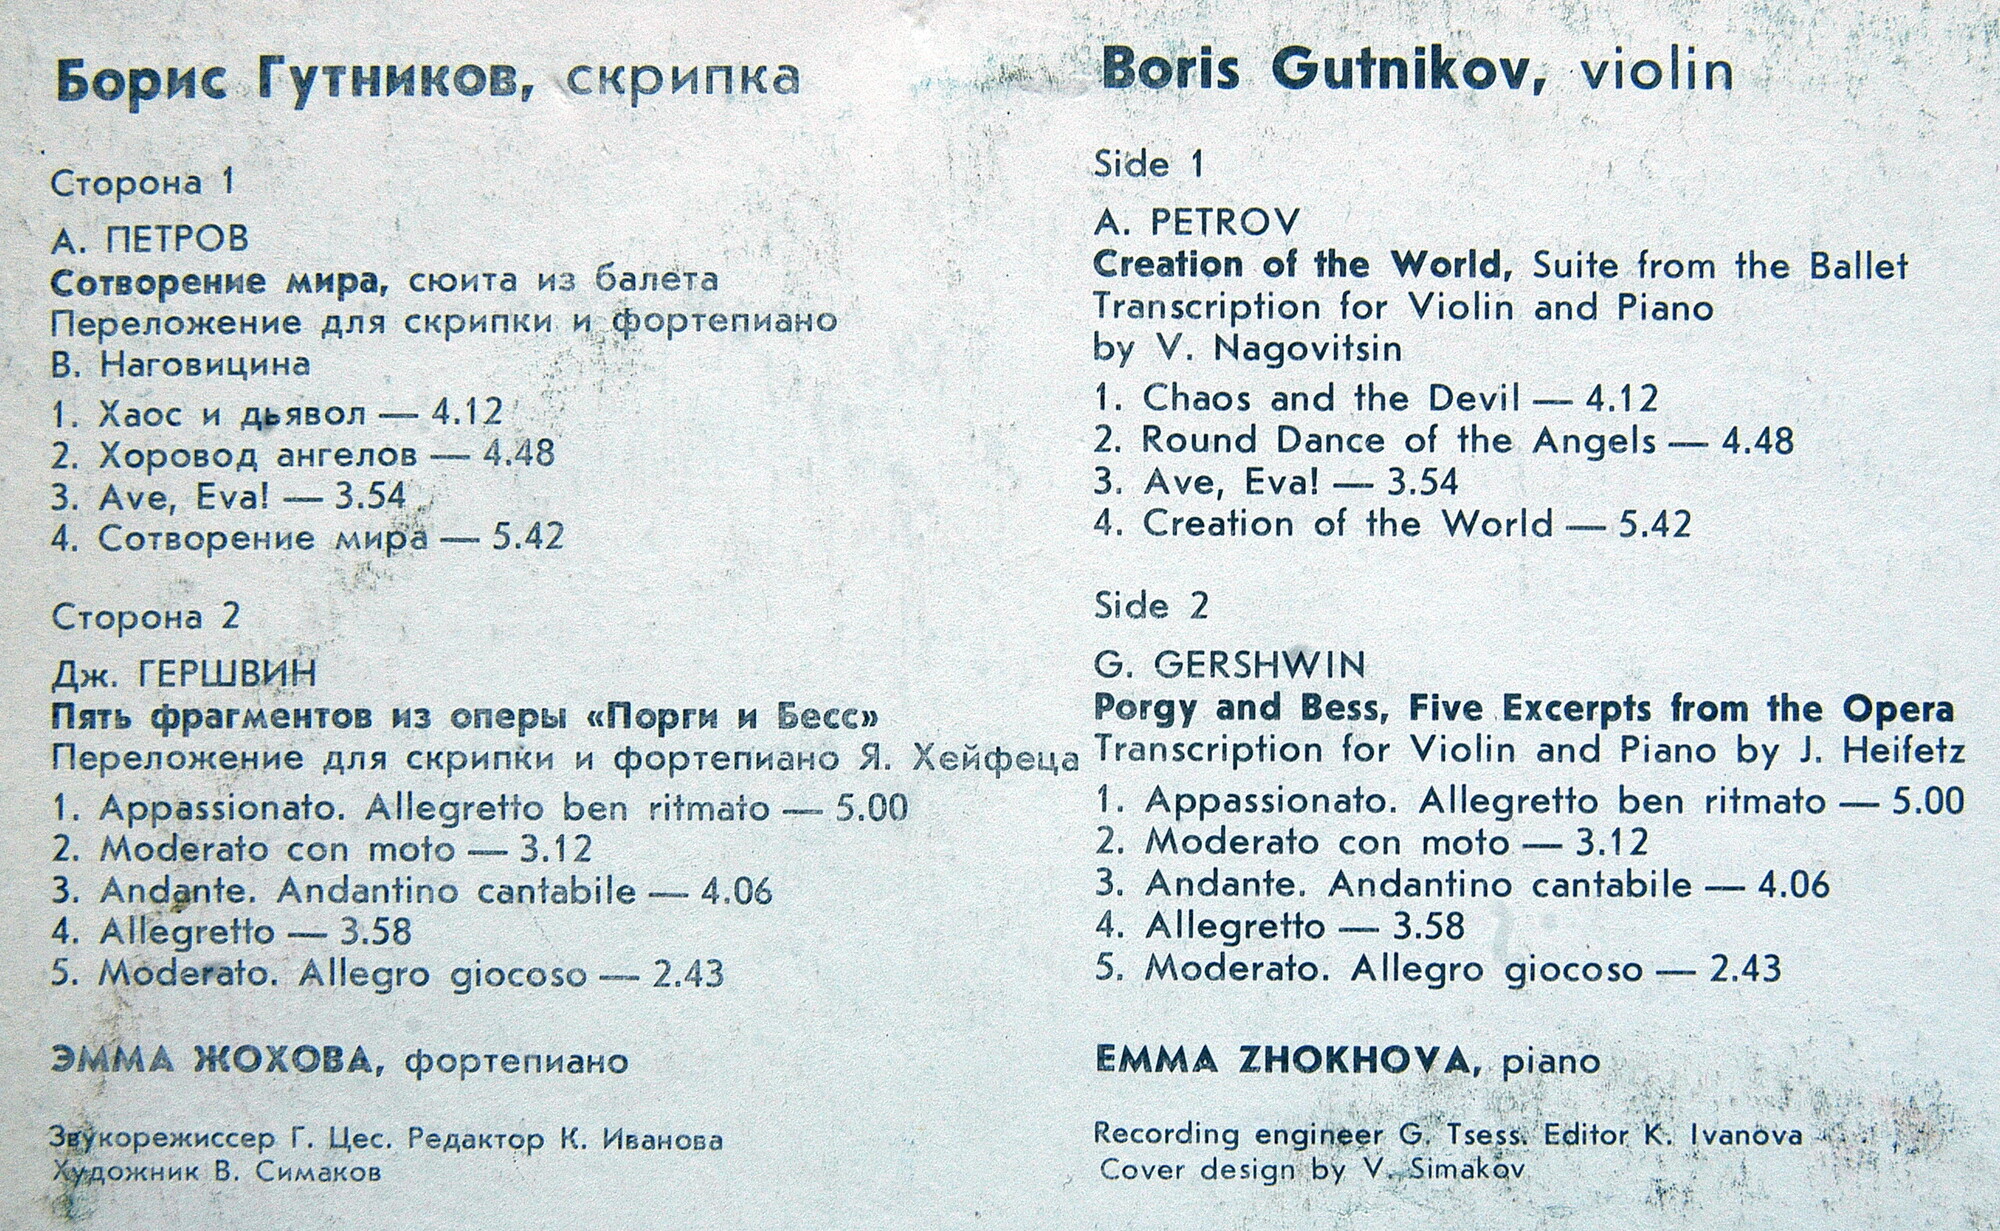 Борис Гутников, скрипка
Сторона 1
А. ПЕТРОВ
Сотворение мира, сюита из балета
Переложение для скрипки и фортепиано
В. Наговицина
1. Хаос и дьявол — 4.12
2. Хоровод ангелов — 4.48
3. Ave, Eva! — 3.54
4. Сотворение мира — 5.42
Сторона 2
Дж. ГЕРШВИН
Пять фрагментов из оперы «Порги и Бесс»
Переложение для скрипки и фортепиано Я. Хейфеца
1. Appassionato. Allegretto ben ritmato — 5.00
2. Moderato con moto — 3.12
3. Andante. Andantino cantabile — 4.06
4. Allegretto — 3.58
5. Moderato. Allegro giocoso — 2.43
ЭММА ЖОХОВА, фортепиано
Звукорежиссер Г. Цес. Редактор К. Иванова
Художник В. Симаков
Boris Gutnikov, violin
Side 1
A. PETROV
Creation of the World, Suite from the Ballet
Transcription for Violin and Piano
by V. Nagovitsin
1. Chaos and the Devil — 4.12
2. Round Dance of the Angels — 4.48
3. Ave, Eva! — 3.54
4. Creation of the World — 5.42
Side 2
G. GERSHWIN
Porgy and Bess, Five Excerpts from the Opera
Transcription for Violin and Piano by J. Heifetz
1. Appassionato. Allegretto ben ritmato — 5.00
2. Moderato con moto — 3.12
3. Andante. Andantino cantabile — 4.06
4. Allegretto — 3.58
5. Moderato. Allegro giocoso — 2.43
EMMA ZHOKHOVA, piano
Recording engineer G. Tsess. Editor K. Ivanova
Cover design by V. Simakov